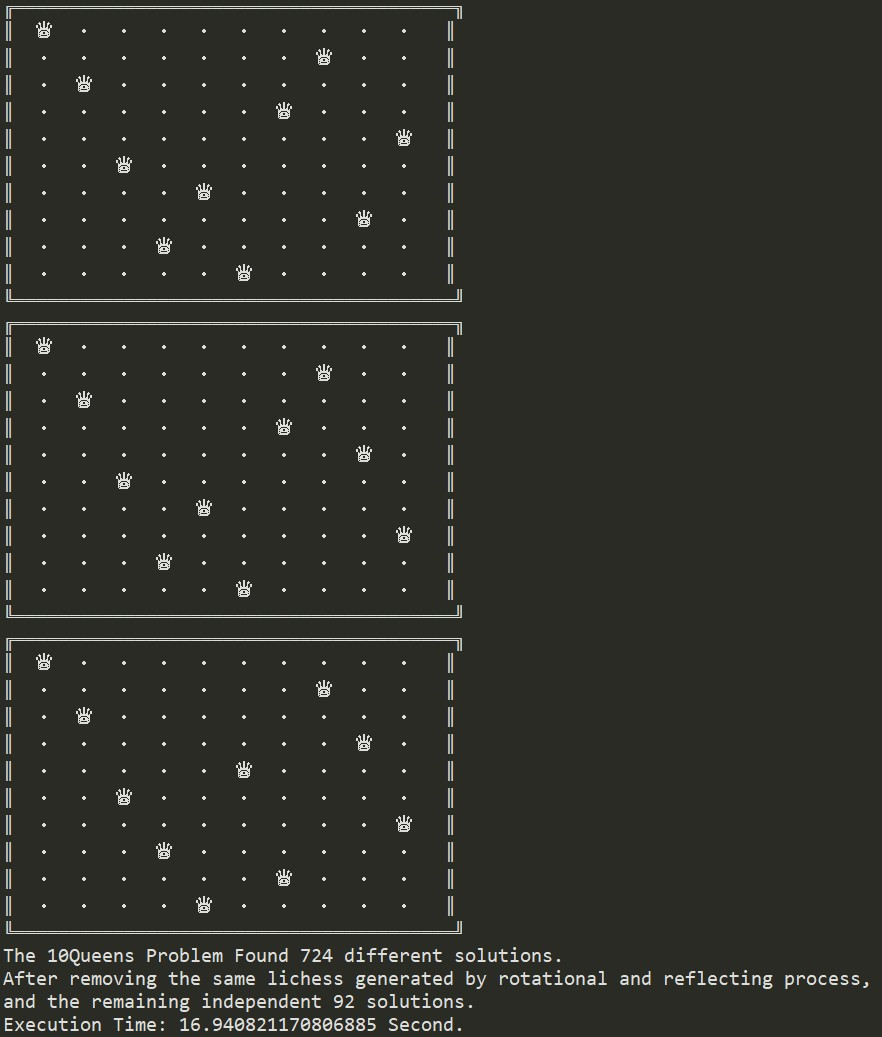 ╔══════════════════════════════════════════╗
║  ♛  ·  ·  ·  ·  ·  ·  ·  ·  ·  ║
║  ·  ·  ·  ·  ·  ·  ·  ♛  ·  ·  ║
║  ·  ♛  ·  ·  ·  ·  ·  ·  ·  ·  ║
║  ·  ·  ·  ·  ·  ·  ♛  ·  ·  ·  ║
║  ·  ·  ·  ·  ·  ·  ·  ·  ·  ♛  ║
║  ·  ·  ♛  ·  ·  ·  ·  ·  ·  ·  ║
║  ·  ·  ·  ·  ♛  ·  ·  ·  ·  ·  ║
║  ·  ·  ·  ·  ·  ·  ·  ·  ♛  ·  ║
║  ·  ·  ·  ♛  ·  ·  ·  ·  ·  ·  ║
║  ·  ·  ·  ·  ·  ♛  ·  ·  ·  ·  ║
╚══════════════════════════════════════════╝
╔══════════════════════════════════════════╗
║  ♛  ·  ·  ·  ·  ·  ·  ·  ·  ·  ║
║  ·  ·  ·  ·  ·  ·  ·  ♛  ·  ·  ║
║  ·  ♛  ·  ·  ·  ·  ·  ·  ·  ·  ║
║  ·  ·  ·  ·  ·  ·  ♛  ·  ·  ·  ║
║  ·  ·  ·  ·  ·  ·  ·  ·  ♛  ·  ║
║  ·  ·  ♛  ·  ·  ·  ·  ·  ·  ·  ║
║  ·  ·  ·  ·  ♛  ·  ·  ·  ·  ·  ║
║  ·  ·  ·  ·  ·  ·  ·  ·  ·  ♛  ║
║  ·  ·  ·  ♛  ·  ·  ·  ·  ·  ·  ║
║  ·  ·  ·  ·  ·  ♛  ·  ·  ·  ·  ║
╚══════════════════════════════════════════╝
╔══════════════════════════════════════════╗
║  ♛  ·  ·  ·  ·  ·  ·  ·  ·  ·  ║
║  ·  ·  ·  ·  ·  ·  ·  ♛  ·  ·  ║
║  ·  ♛  ·  ·  ·  ·  ·  ·  ·  ·  ║
║  ·  ·  ·  ·  ·  ·  ·  ·  ♛  ·  ║
║  ·  ·  ·  ·  ·  ♛  ·  ·  ·  ·  ║
║  ·  ·  ♛  ·  ·  ·  ·  ·  ·  ·  ║
║  ·  ·  ·  ·  ·  ·  ·  ·  ·  ♛  ║
║  ·  ·  ·  ♛  ·  ·  ·  ·  ·  ·  ║
║  ·  ·  ·  ·  ·  ·  ♛  ·  ·  ·  ║
║  ·  ·  ·  ·  ♛  ·  ·  ·  ·  ·  ║
╚══════════════════════════════════════════╝
The 10Queens Problem Found 724 different solutions.
After removing the same lichess generated by rotational and reflecting process,
and the remaining independent 92 solutions.
Execution Time: 16.940821170806885 Second.